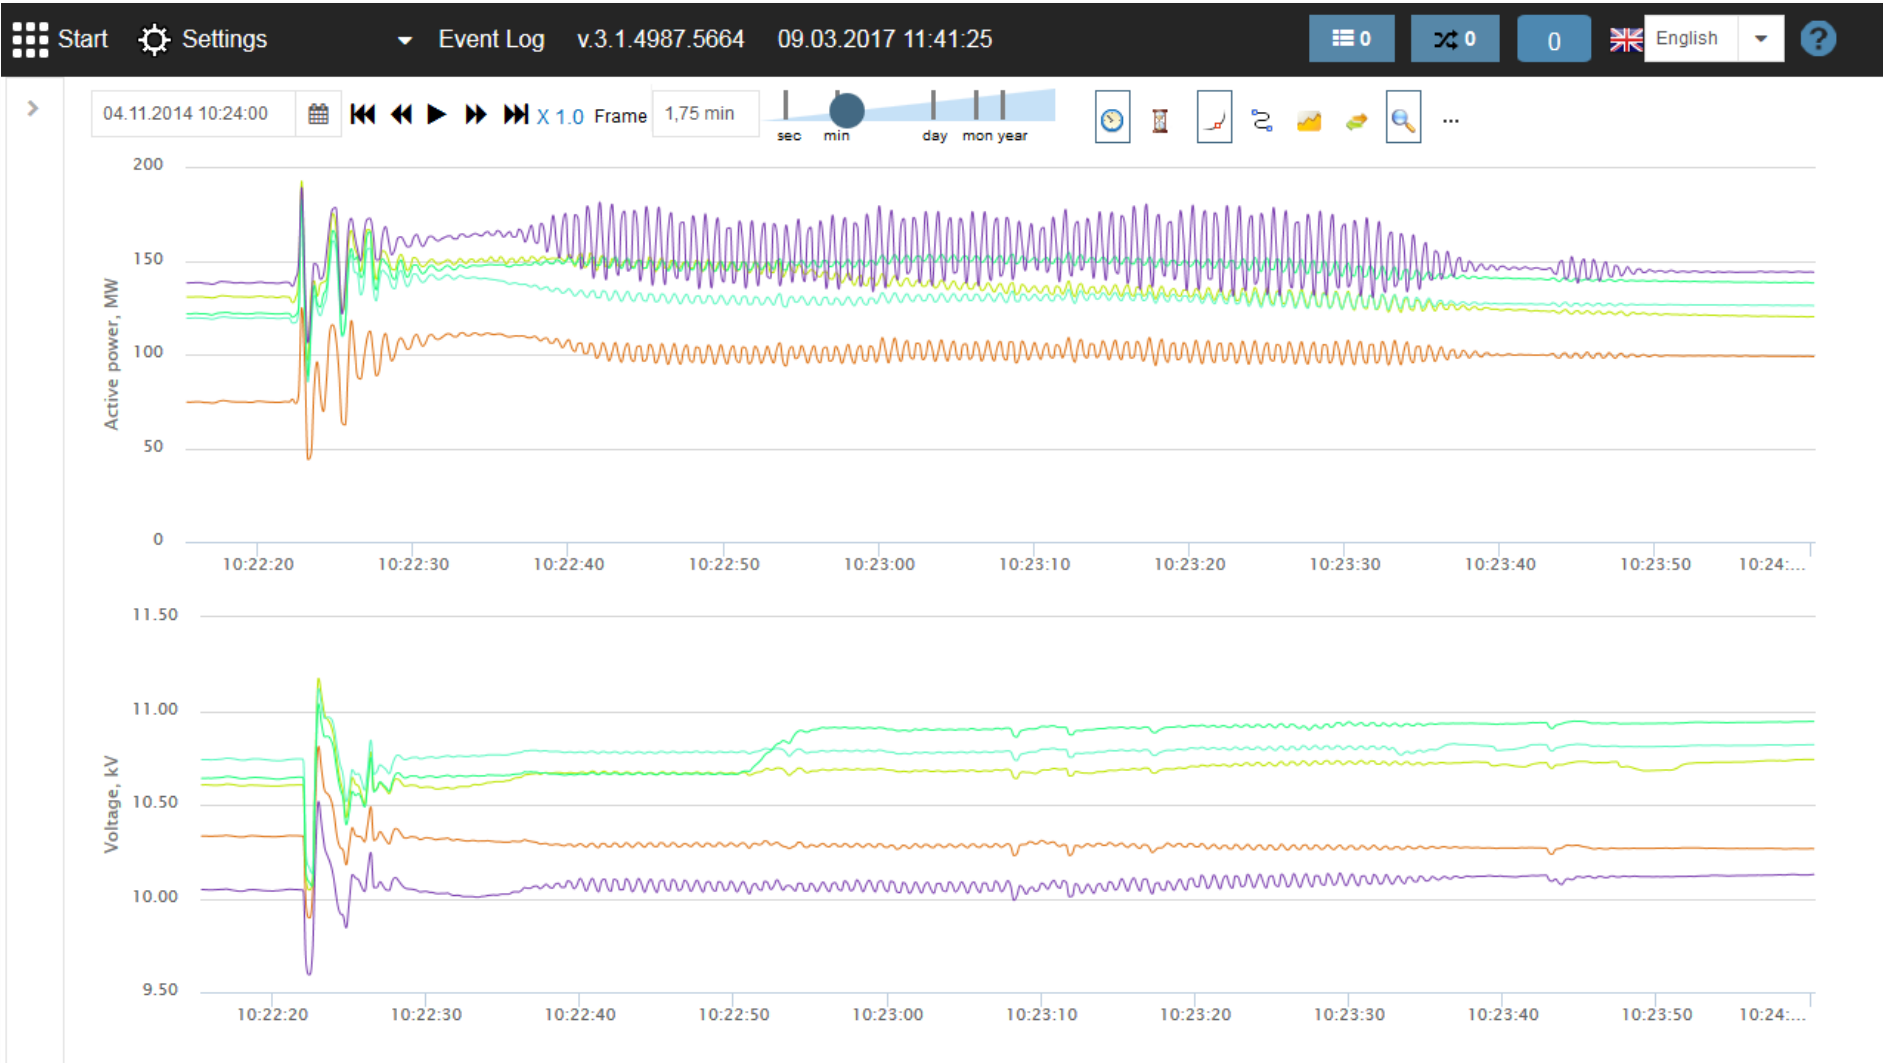 Start Settings Event Log v.3.1.4987.5664 09.03.2017 11:41:25 0 0 0 English ?
04.11.2014 10:24:00 X 1.0 Frame 1,75 min
sec min day mon year
...
200
150
100
50
0
Active power, MW
10:22:20 10:22:30 10:22:40 10:22:50 10:23:00 10:23:10 10:23:20 10:23:30 10:23:40 10:23:50 10:24:...
11.50
11.00
10.50
10.00
9.50
Voltage, kV
10:22:20 10:22:30 10:22:40 10:22:50 10:23:00 10:23:10 10:23:20 10:23:30 10:23:40 10:23:50 10:24:...